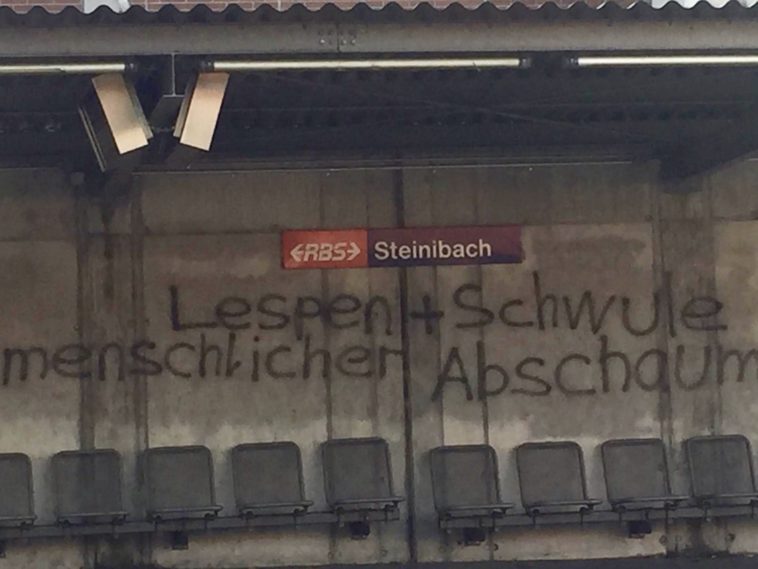 RBS Steinibach
Lespen + Schwule
menschlicher Abschaum